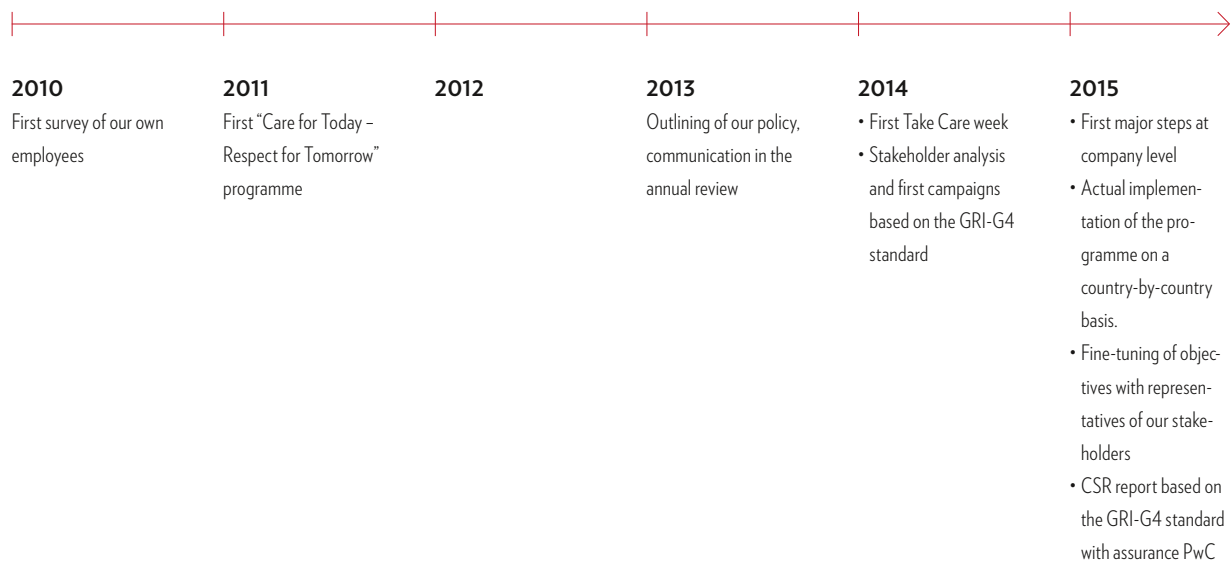 2010
First survey of our own
employees
2011
First “Care for Today –
Respect for Tomorrow”
programme
2012
2013
Outlining of our policy,
communication in the
annual review
2014
• First Take Care week
• Stakeholder analysis
and first campaigns
based on the GRI-G4
standard
2015
• First major steps at
company level
• Actual implemen-
tation of the pro-
gramme on a
country-by-country
basis.
• Fine-tuning of objec-
tives with represen-
tatives of our stake-
holders
• CSR report based on
the GRI-G4 standard
with assurance PwC